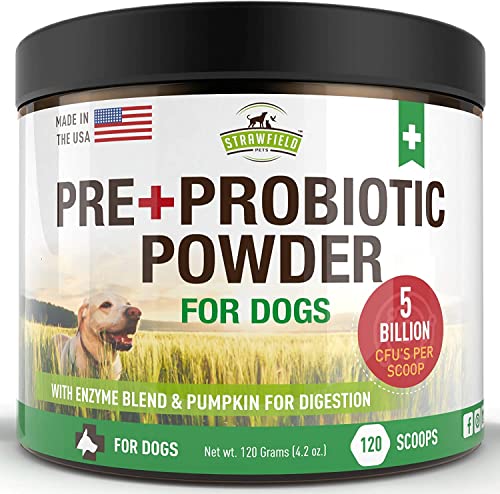 MADE IN
THE USA
STRAWFIELD
PETS
PRE+PROBIOTIC
POWDER
FOR DOGS
5
BILLION
CFU'S PER
SCOOP
WITH ENZYME BLEND & PUMPKIN FOR DIGESTION
FOR DOGS
Net wt. 120 Grams (4.2 oz.)
120 SCOOPS